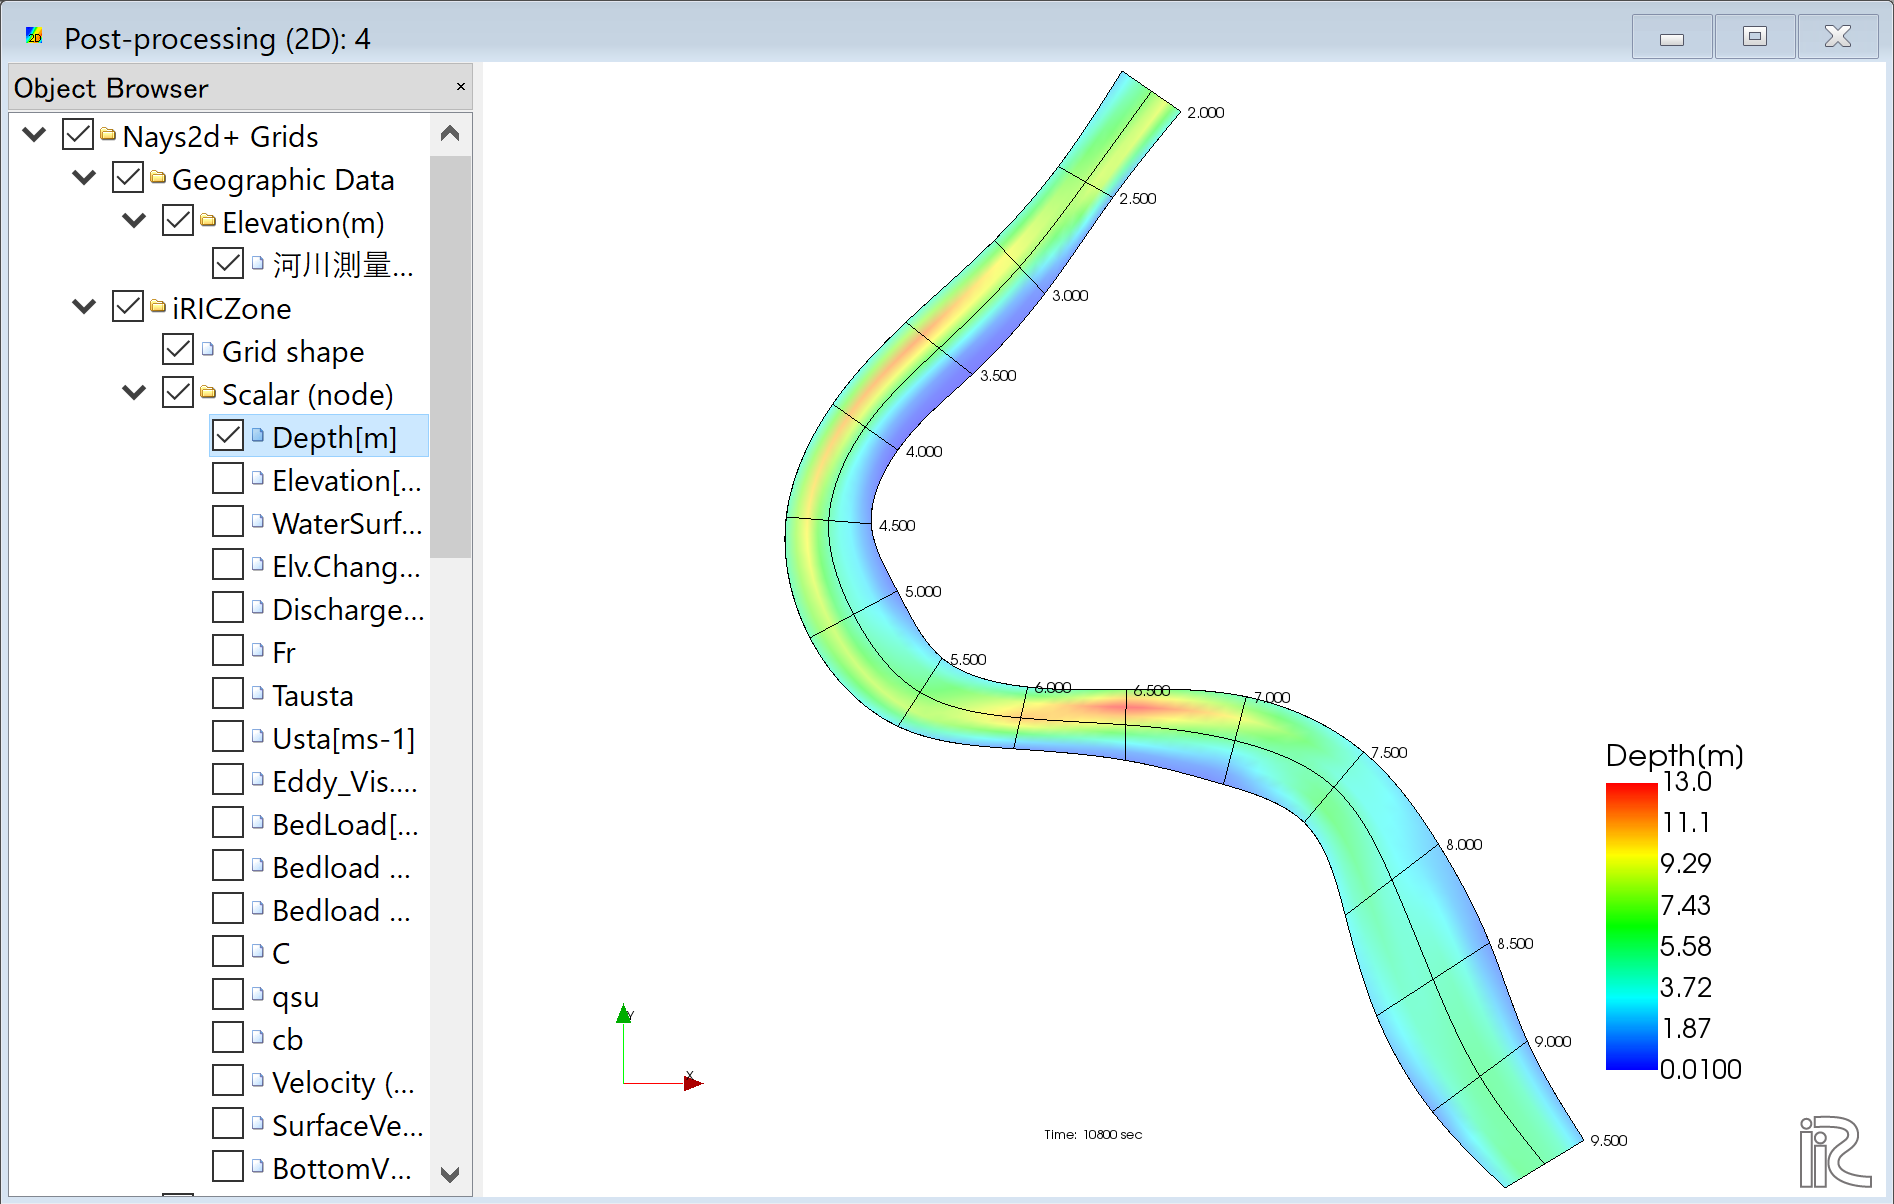 2D
Post-processing (2D): 4
Object Browser
Nays2d+ Grids
Geographic Data
Elevation(m)
河川測量...
iRICZone
Grid shape
Scalar (node)
Depth[m]
Elevation[...
WaterSurf...
Elv.Chang...
Discharge...
Fr
Tausta
Usta[ms-1]
Eddy_Vis....
BedLoad[...
Bedload ...
Bedload ...
C
qsu
cb
Velocity (...
SurfaceVe...
BottomV...
2.000
2.500
3.000
3.500
4.000
4.500
5.000
5.500
6.000
6.500
7.000
7.500
8.000
8.500
9.000
9.500
Y
X
Time: 10800 sec
Depth(m)
13.0
11.1
9.29
7.43
5.58
3.72
1.87
0.0100
iRiC